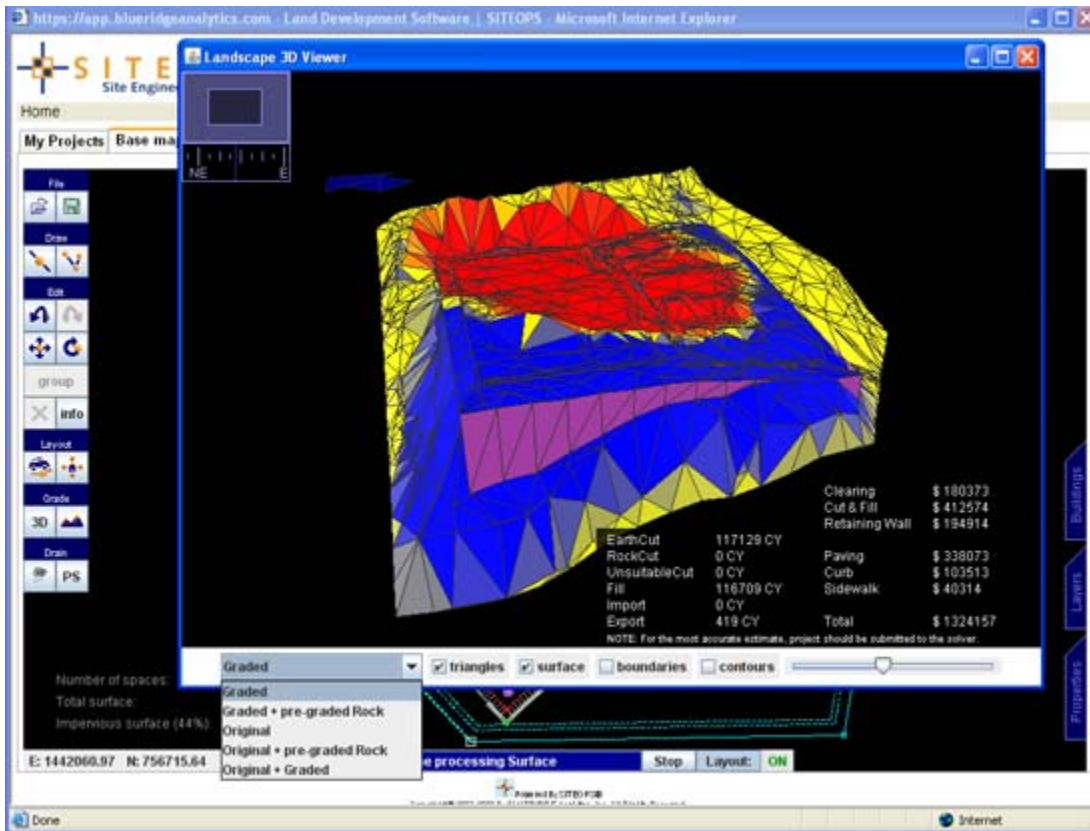 https://app.blueridgeanalytics.com - Land Development Software | SITEOPS - Microsoft Internet Explorer
Landscape 3D Viewer
SITE
Site Engine
Home
My Projects Base map
NE E
File
Draw
Edit
group
info
Layout
Grade
3D
Drain
PS
Buildings
Layers
Properties
Clearing $ 180373
Cut & Fill $ 412574
Retaining Wall $ 194914
EarthCut 117129 CY
RockCut 0 CY Paving $ 338073
UnsuitableCut 0 CY Curb $ 103513
Fill 116709 CY Sidewalk $ 40314
Import 0 CY
Export 419 CY Total $ 1324157
NOTE: For the most accurate estimate, project should be submitted to the solver.
Graded triangles surface boundaries contours
Graded
Graded + pre-graded Rock
Original
Original + pre-graded Rock
Original + Graded
Number of spaces:
Total surface:
Impervious surface (44%):
E: 1442060.97 N: 756715.64 e processing Surface Stop Layout: ON
Powered By SITEOPS
Done Internet